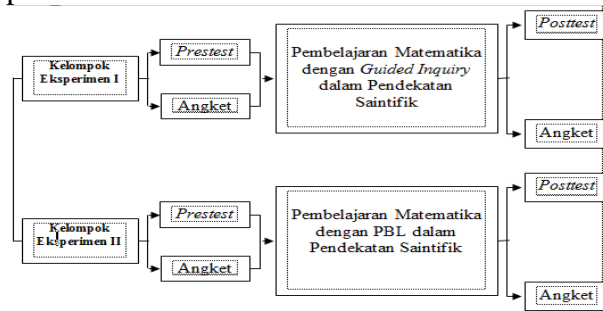 Kelompok
Eksperimen I
Prestest
Angket
Pembelajaran Matematika
dengan Guided Inquiry
dalam Pendekatan
Saintifik
Posttest
Angket
Kelompok
Eksperimen II
Prestest
Angket
Pembelajaran Matematika
dengan PBL dalam
Pendekatan Saintifik
Posttest
Angket